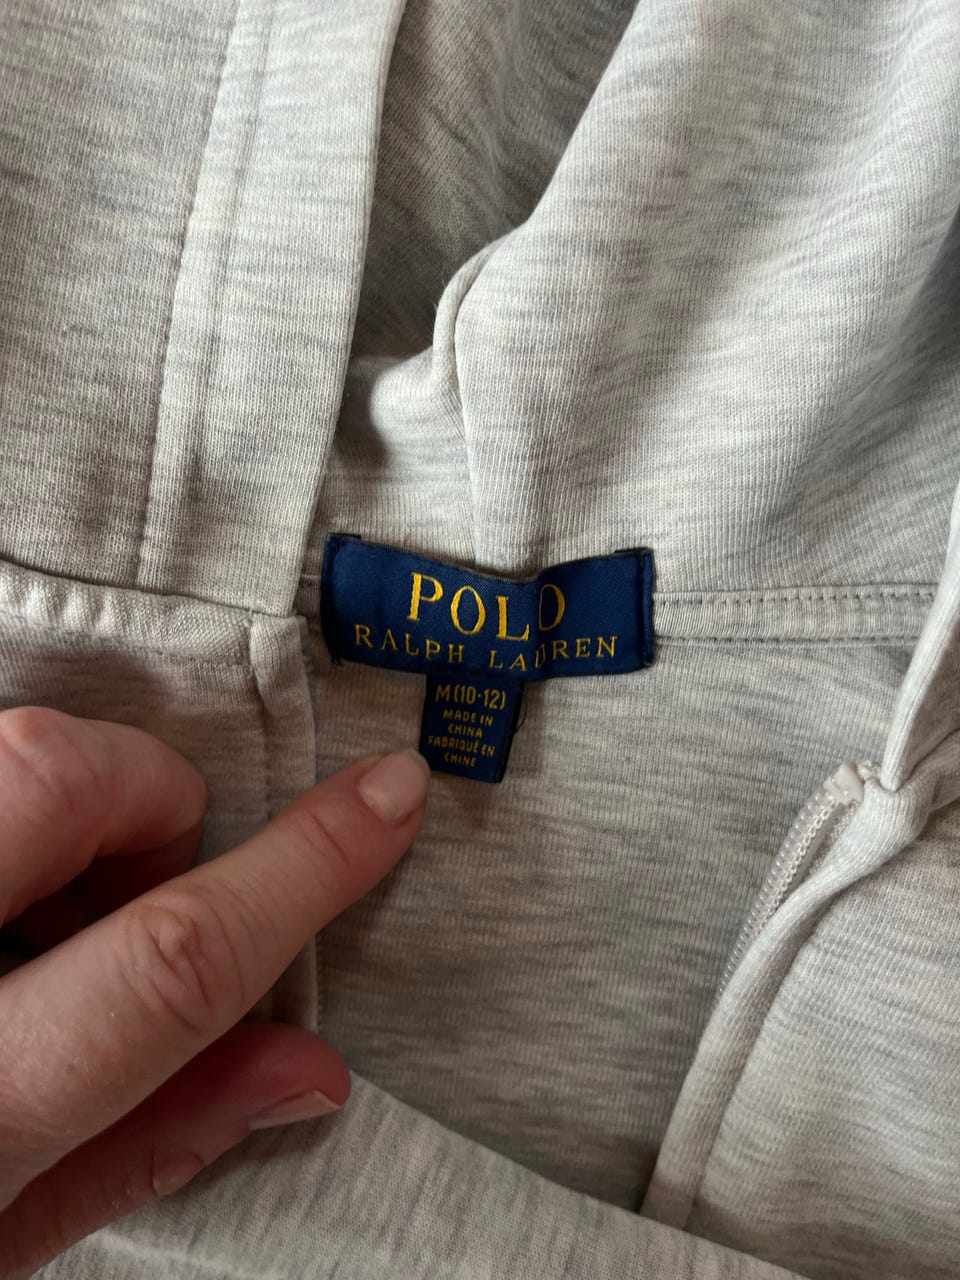 POLO
RALPH LAUREN
M(10-12)
MADE IN
CHINA
FABRIQUÉ EN
CHINE